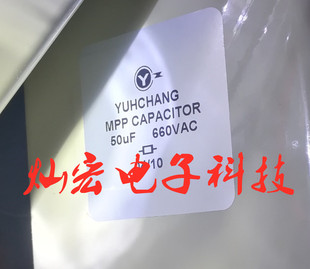 Y
YUHCHANG
MPP CAPACITOR
50uF 660VAC
灿宏电子科技